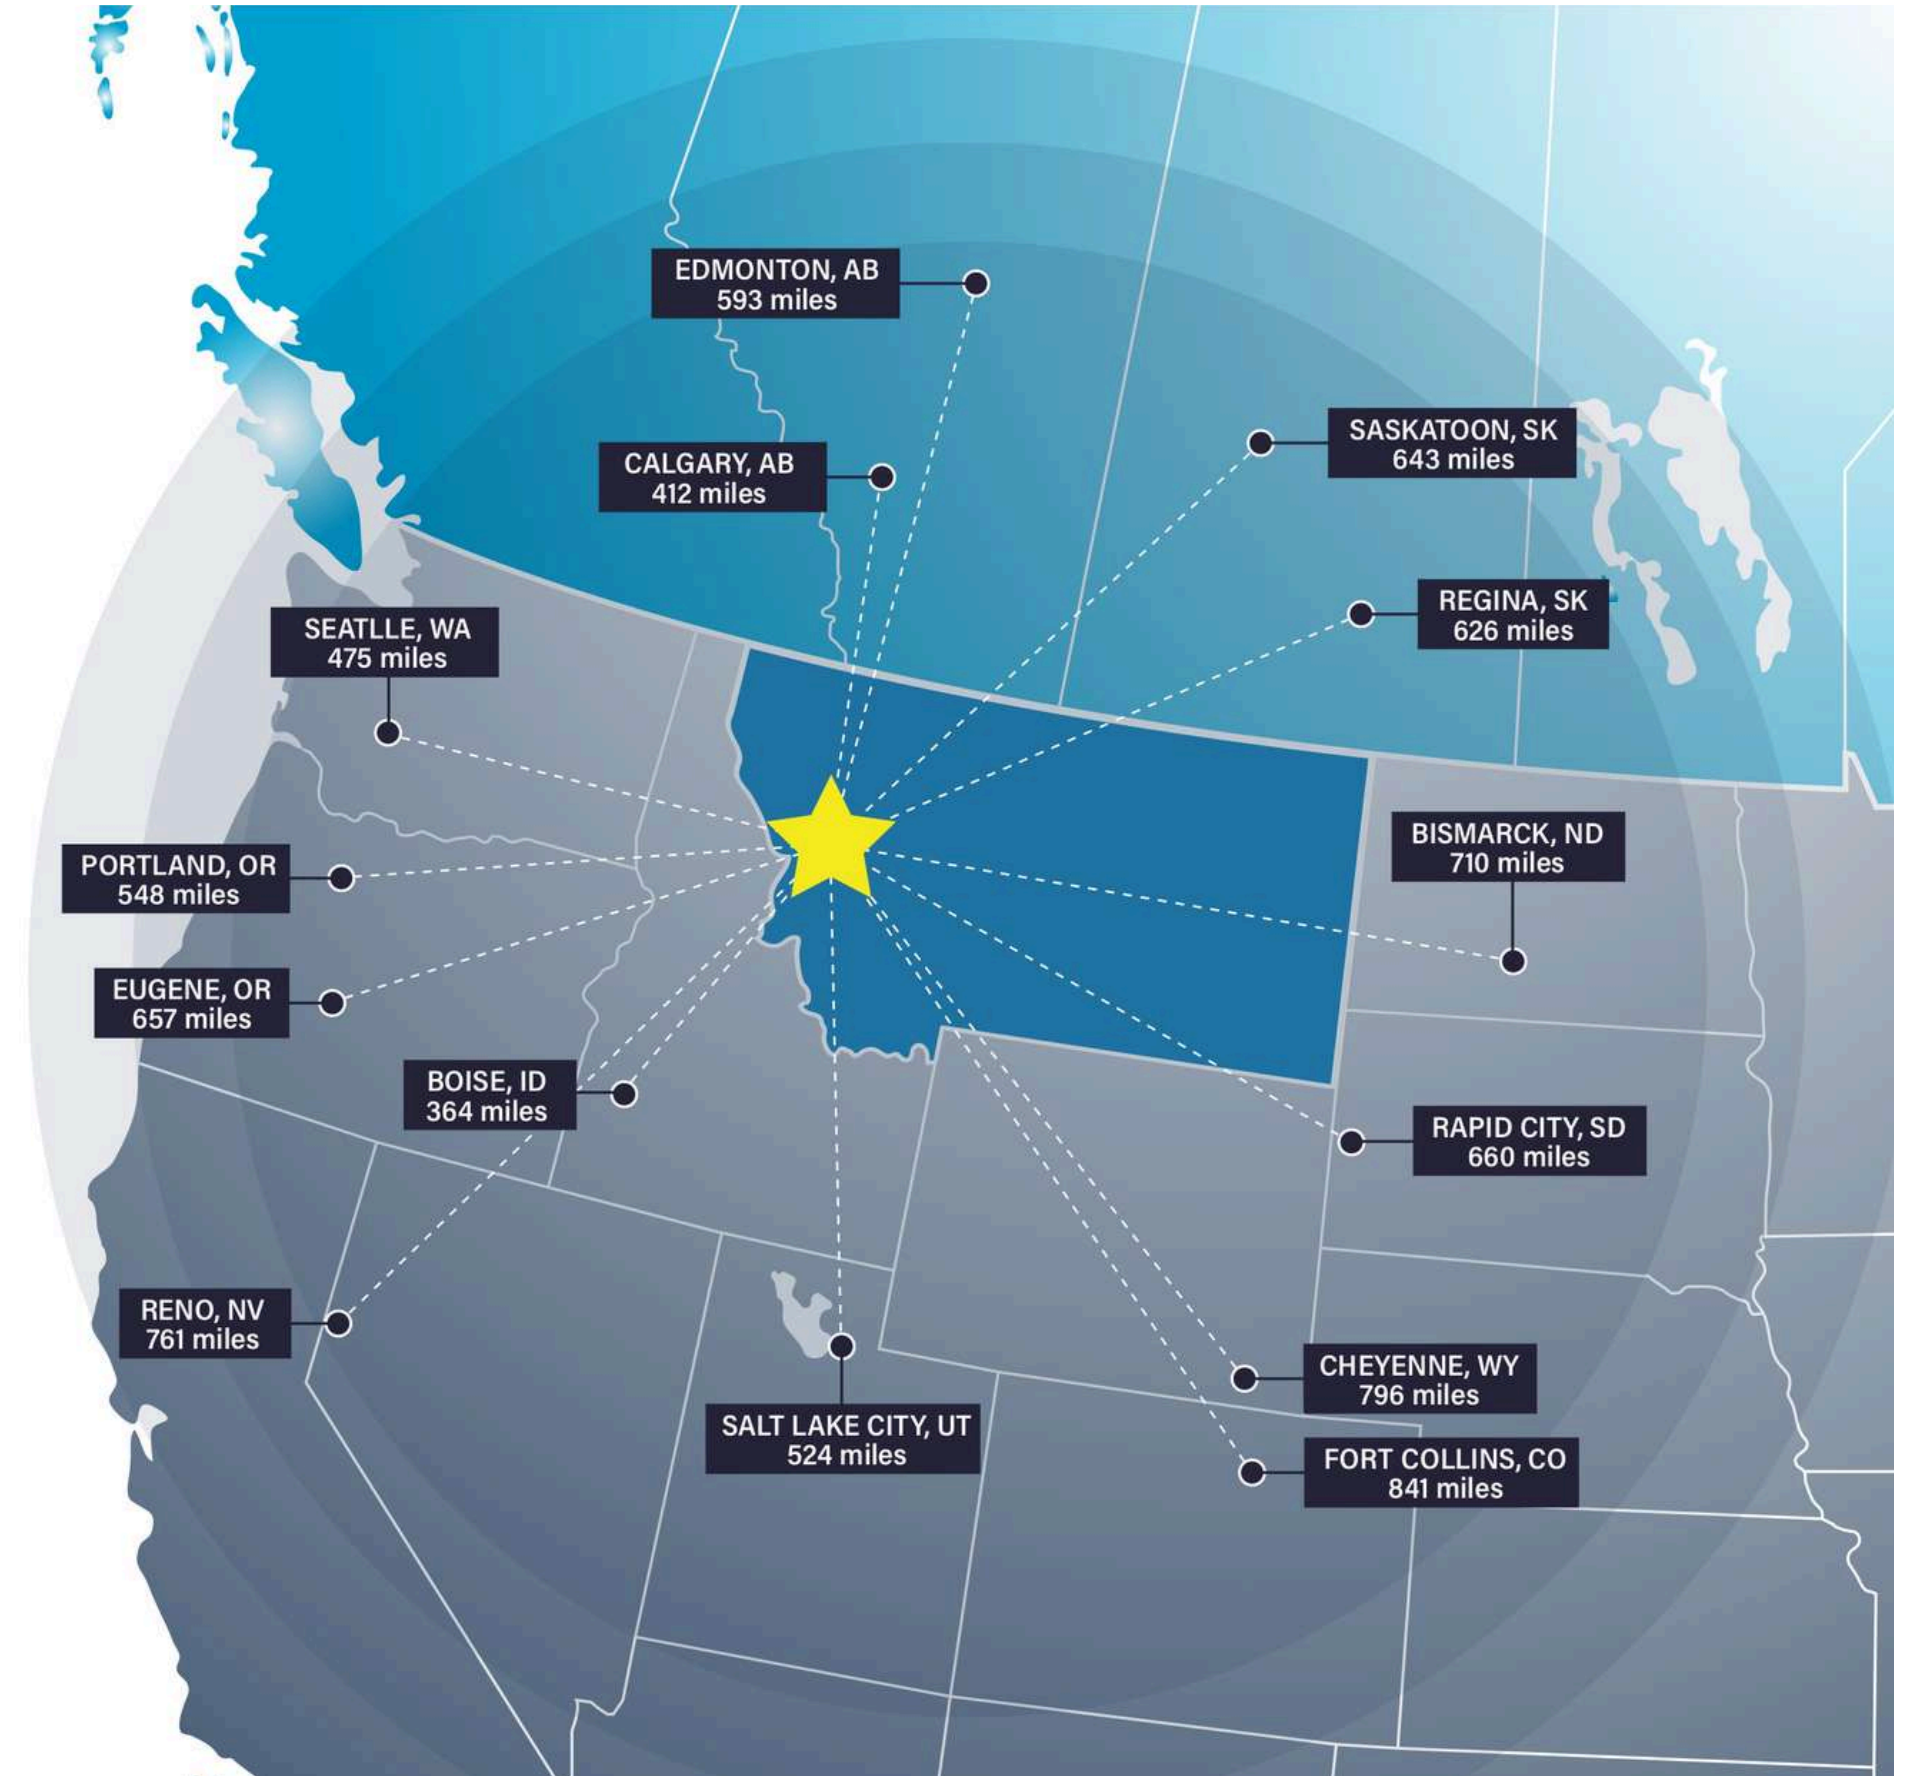 EDMONTON, AB
593 miles
SASKATOON, SK
643 miles
CALGARY, AB
412 miles
REGINA, SK
626 miles
SEATLLE, WA
475 miles
BISMARCK, ND
710 miles
PORTLAND, OR
548 miles
EUGENE, OR
657 miles
BOISE, ID
364 miles
RAPID CITY, SD
660 miles
RENO, NV
761 miles
CHEYENNE, WY
796 miles
SALT LAKE CITY, UT
524 miles
FORT COLLINS, CO
841 miles